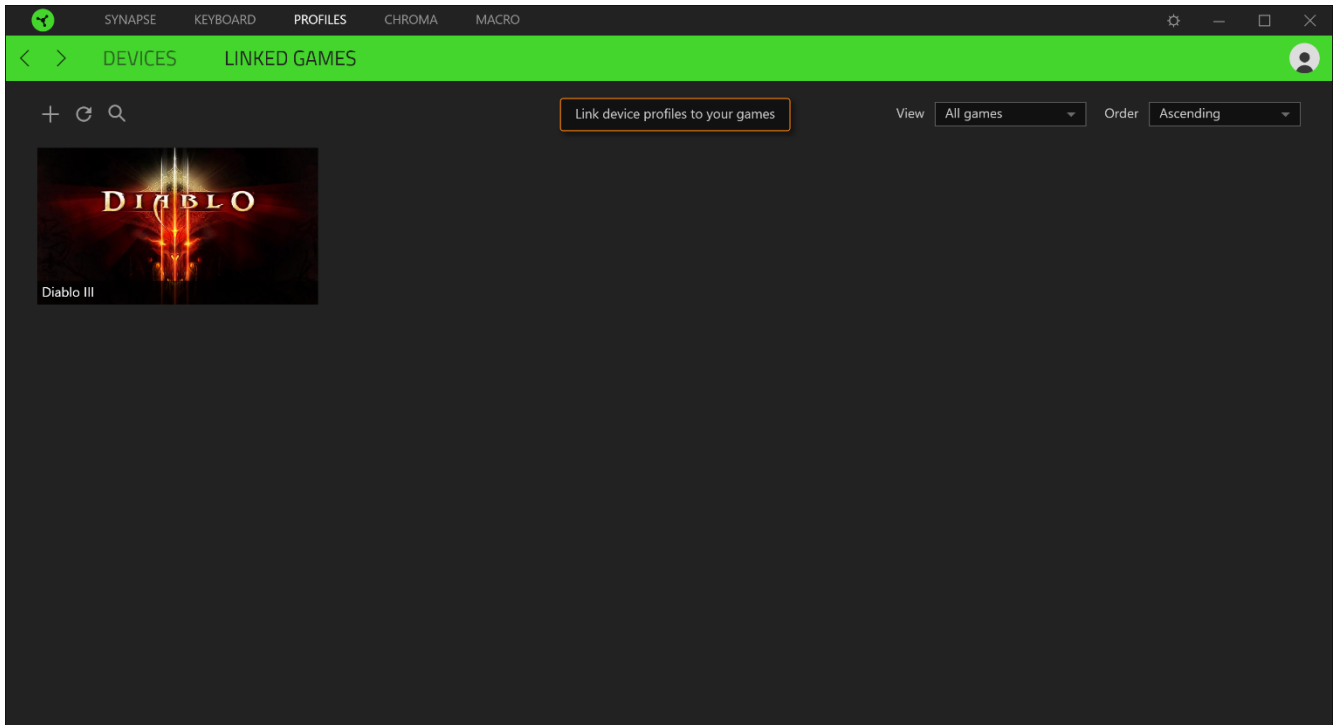 SYNAPSE KEYBOARD PROFILES CHROMA MACRO
DEVICES LINKED GAMES
Link device profiles to your games View All games Order Ascending
DIABLO
Diablo III